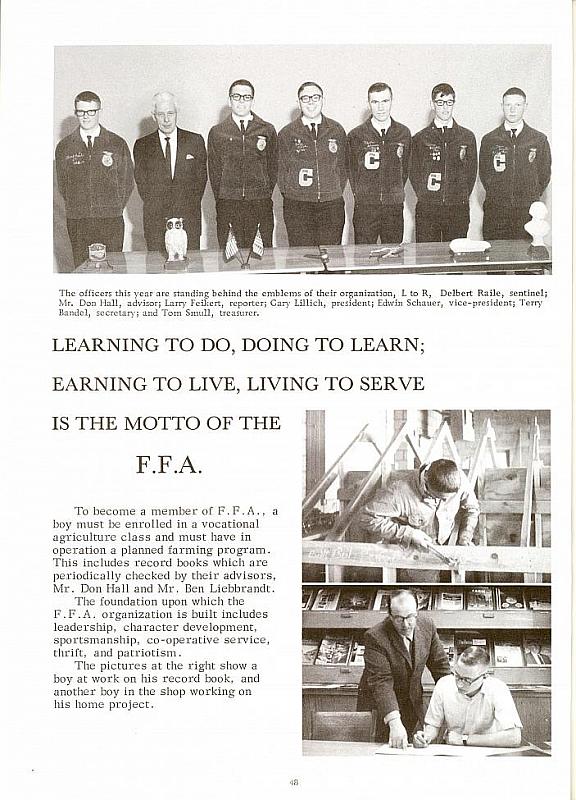 The officers this year are standing behind the emblems of their organization, L to R, Delbert Raile, sentinel;
Mr. Don Hall, advisor; Larry Feikert, reporter; Gary Lillich, president; Edwin Schauer, vice-president; Terry
Bandel, secretary; and Tom Smull, treasurer.
LEARNING TO DO, DOING TO LEARN;
EARNING TO LIVE, LIVING TO SERVE
IS THE MOTTO OF THE
F.F.A.
To become a member of F.F.A., a
boy must be enrolled in a vocational
agriculture class and must have in
operation a planned farming program.
This includes record books which are
periodically checked by their advisors,
Mr. Don Hall and Mr. Ben Liebbrandt.
The foundation upon which the
F.F.A. organization is built includes
leadership, character development,
sportsmanship, co-operative service,
thrift, and patriotism.
The pictures at the right show a
boy at work on his record book, and
another boy in the shop working on
his home project.
48